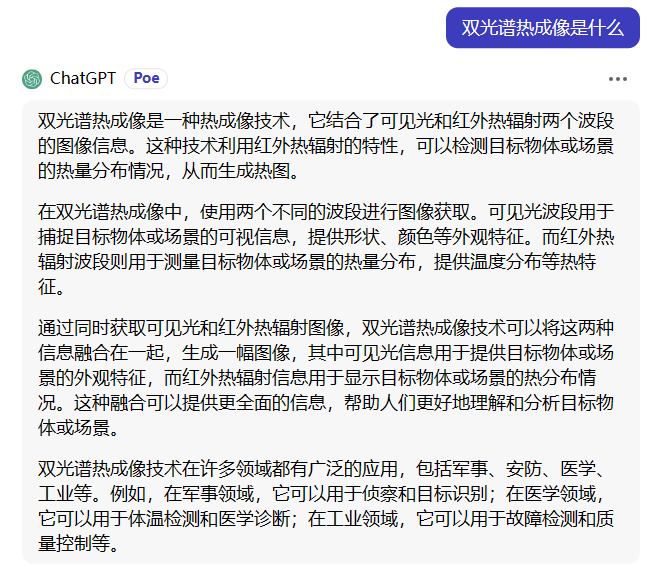 双光谱热成像是什么
ChatGPT Poe
双光谱热成像是一种热成像技术，它结合了可见光和红外热辐射两个波段
的图像信息。这种技术利用红外热辐射的特性，可以检测目标物体或场景
的热量分布情况，从而生成热图。
在双光谱热成像中，使用两个不同的波段进行图像获取。可见光波段用于
捕捉目标物体或场景的可视信息，提供形状、颜色等外观特征。而红外热
辐射波段则用于测量目标物体或场景的热量分布，提供温度分布等热特
征。
通过同时获取可见光和红外热辐射图像，双光谱热成像技术可以将这两种
信息融合在一起，生成一幅图像，其中可见光信息用于提供目标物体或场
景的外观特征，而红外热辐射信息用于显示目标物体或场景的热分布情
况。这种融合可以提供更全面的信息，帮助人们更好地理解和分析目标物
体或场景。
双光谱热成像技术在许多领域都有广泛的应用，包括军事、安防、医学、
工业等。例如，在军事领域，它可以用于侦察和目标识别；在医学领域，
它可以用于体温检测和医学诊断；在工业领域，它可以用于故障检测和质
量控制等。